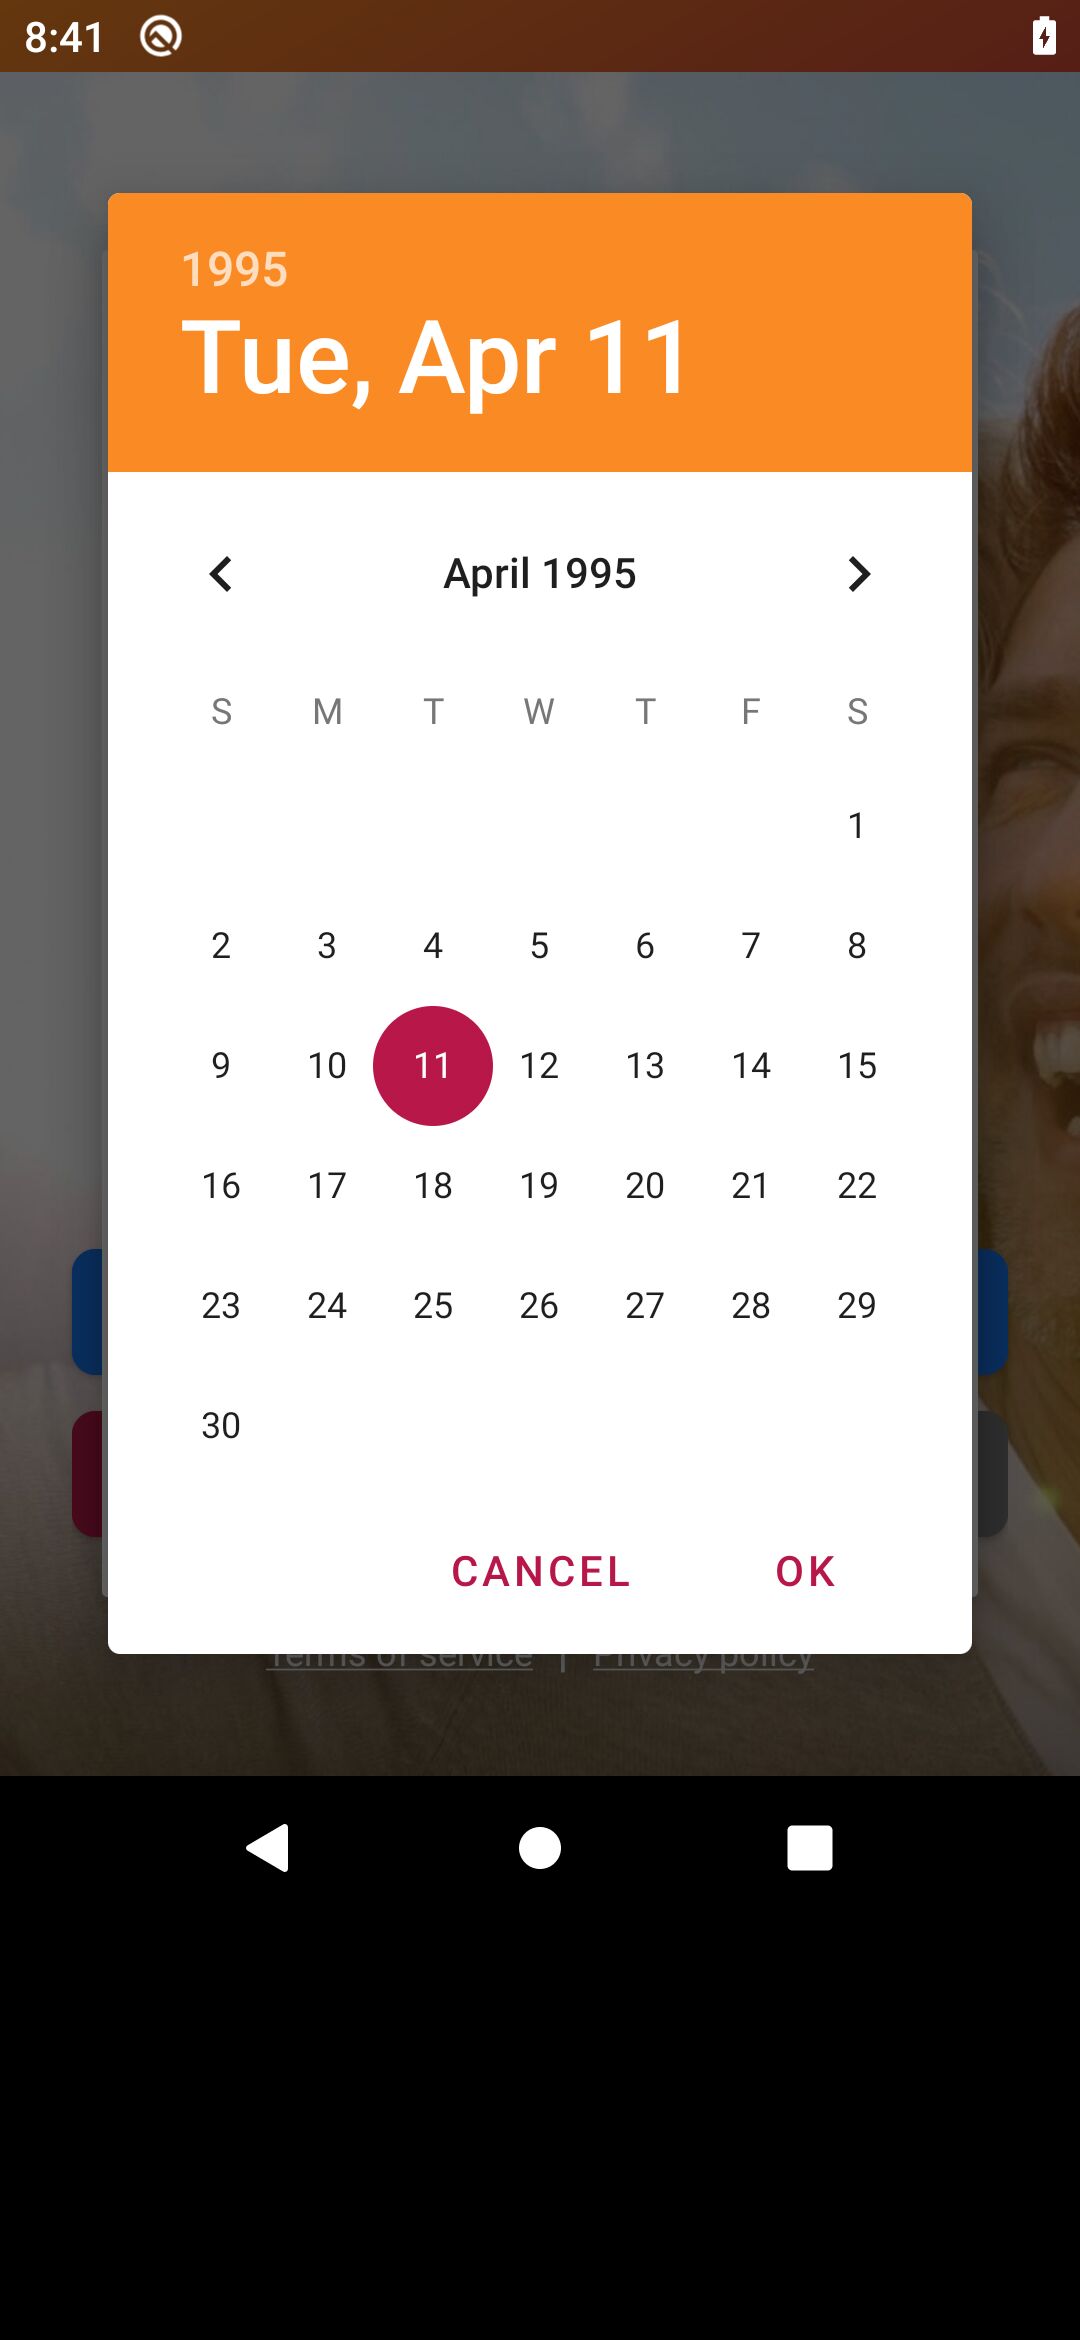 8:41
1995
Tue, Apr 11
April 1995
S M T W T F S
1
2 3 4 5 6 7 8
9 10 11 12 13 14 15
16 17 18 19 20 21 22
23 24 25 26 27 28 29
30
CANCEL OK
Terms of service | Privacy policy